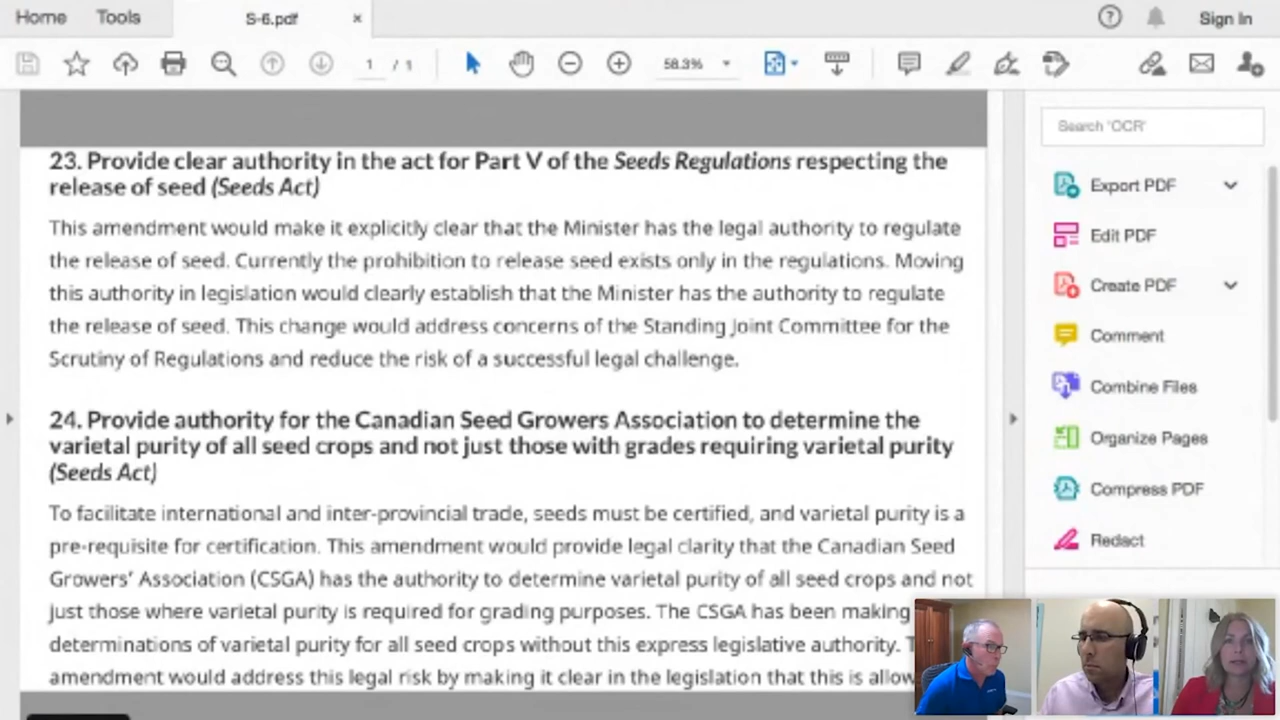 Home Tools S-6.pdf × Sign In
1 / 1 58.3%
Search 'OCR'
23. Provide clear authority in the act for Part V of the Seeds Regulations respecting the
release of seed (Seeds Act)
This amendment would make it explicitly clear that the Minister has the legal authority to regulate
the release of seed. Currently the prohibition to release seed exists only in the regulations. Moving
this authority in legislation would clearly establish that the Minister has the authority to regulate
the release of seed. This change would address concerns of the Standing Joint Committee for the
Scrutiny of Regulations and reduce the risk of a successful legal challenge.
24. Provide authority for the Canadian Seed Growers Association to determine the
varietal purity of all seed crops and not just those with grades requiring varietal purity
(Seeds Act)
To facilitate international and inter-provincial trade, seeds must be certified, and varietal purity is a
pre-requisite for certification. This amendment would provide legal clarity that the Canadian Seed
Growers' Association (CSGA) has the authority to determine varietal purity of all seed crops and not
just those where varietal purity is required for grading purposes. The CSGA has been making
determinations of varietal purity for all seed crops without this express legislative authority.
amendment would address this legal risk by making it clear in the legislation that this is
Export PDF
Edit PDF
Create PDF
Comment
Combine Files
Organize Pages
Compress PDF
Redact